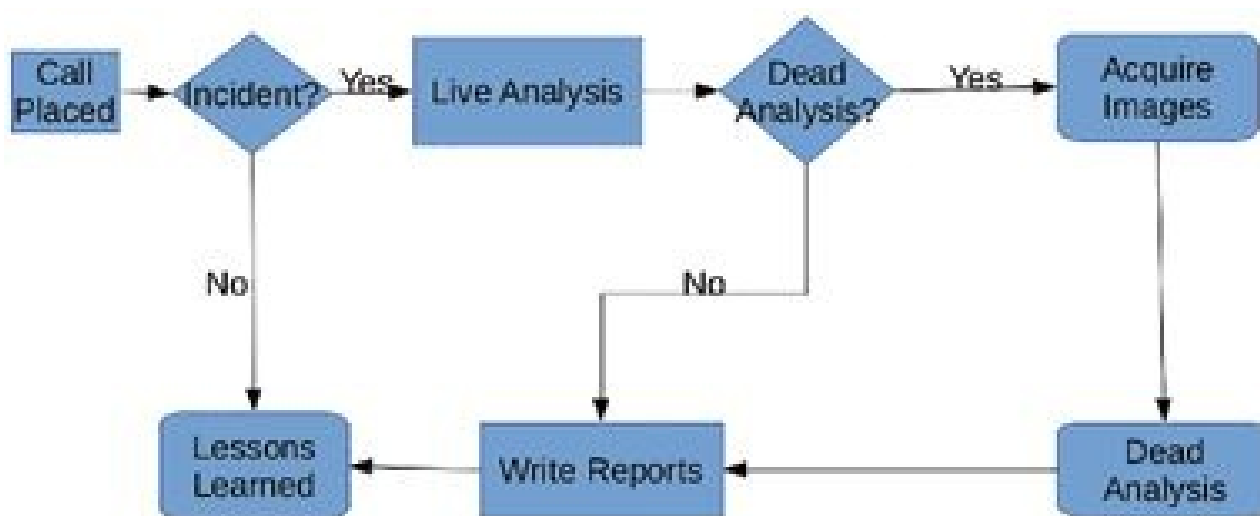 Call
Placed
Incident?
Yes
Live Analysis
Dead
Analysis?
Yes
Acquire
Images
No
No
Lessons
Learned
Write Reports
Dead
Analysis